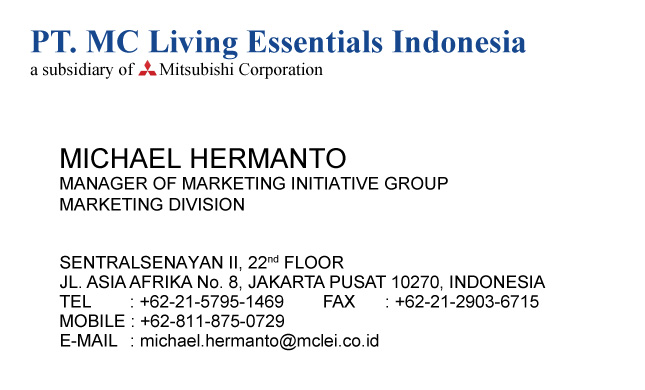 PT. MC Living Essentials Indonesia
a subsidiary of Mitsubishi Corporation
MICHAEL HERMANTO
MANAGER OF MARKETING INITIATIVE GROUP
MARKETING DIVISION
SENTRALSENAYAN II, 22nd FLOOR
JL. ASIA AFRIKA No. 8, JAKARTA PUSAT 10270, INDONESIA
TEL : +62-21-5795-1469 FAX : +62-21-2903-6715
MOBILE : +62-811-875-0729
E-MAIL : michael.hermanto@mclei.co.id